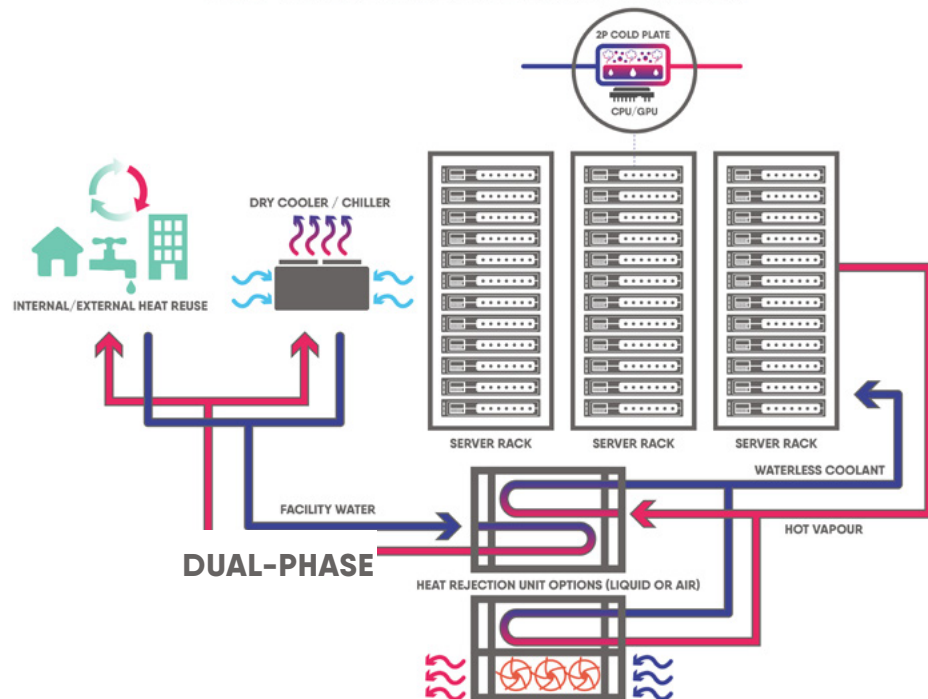 2P COLD PLATE
CPU/GPU
DRY COOLER / CHILLER
INTERNAL/EXTERNAL HEAT REUSE
SERVER RACK
SERVER RACK
SERVER RACK
WATERLESS COOLANT
FACILITY WATER
HOT VAPOUR
DUAL-PHASE
HEAT REJECTION UNIT OPTIONS (LIQUID OR AIR)